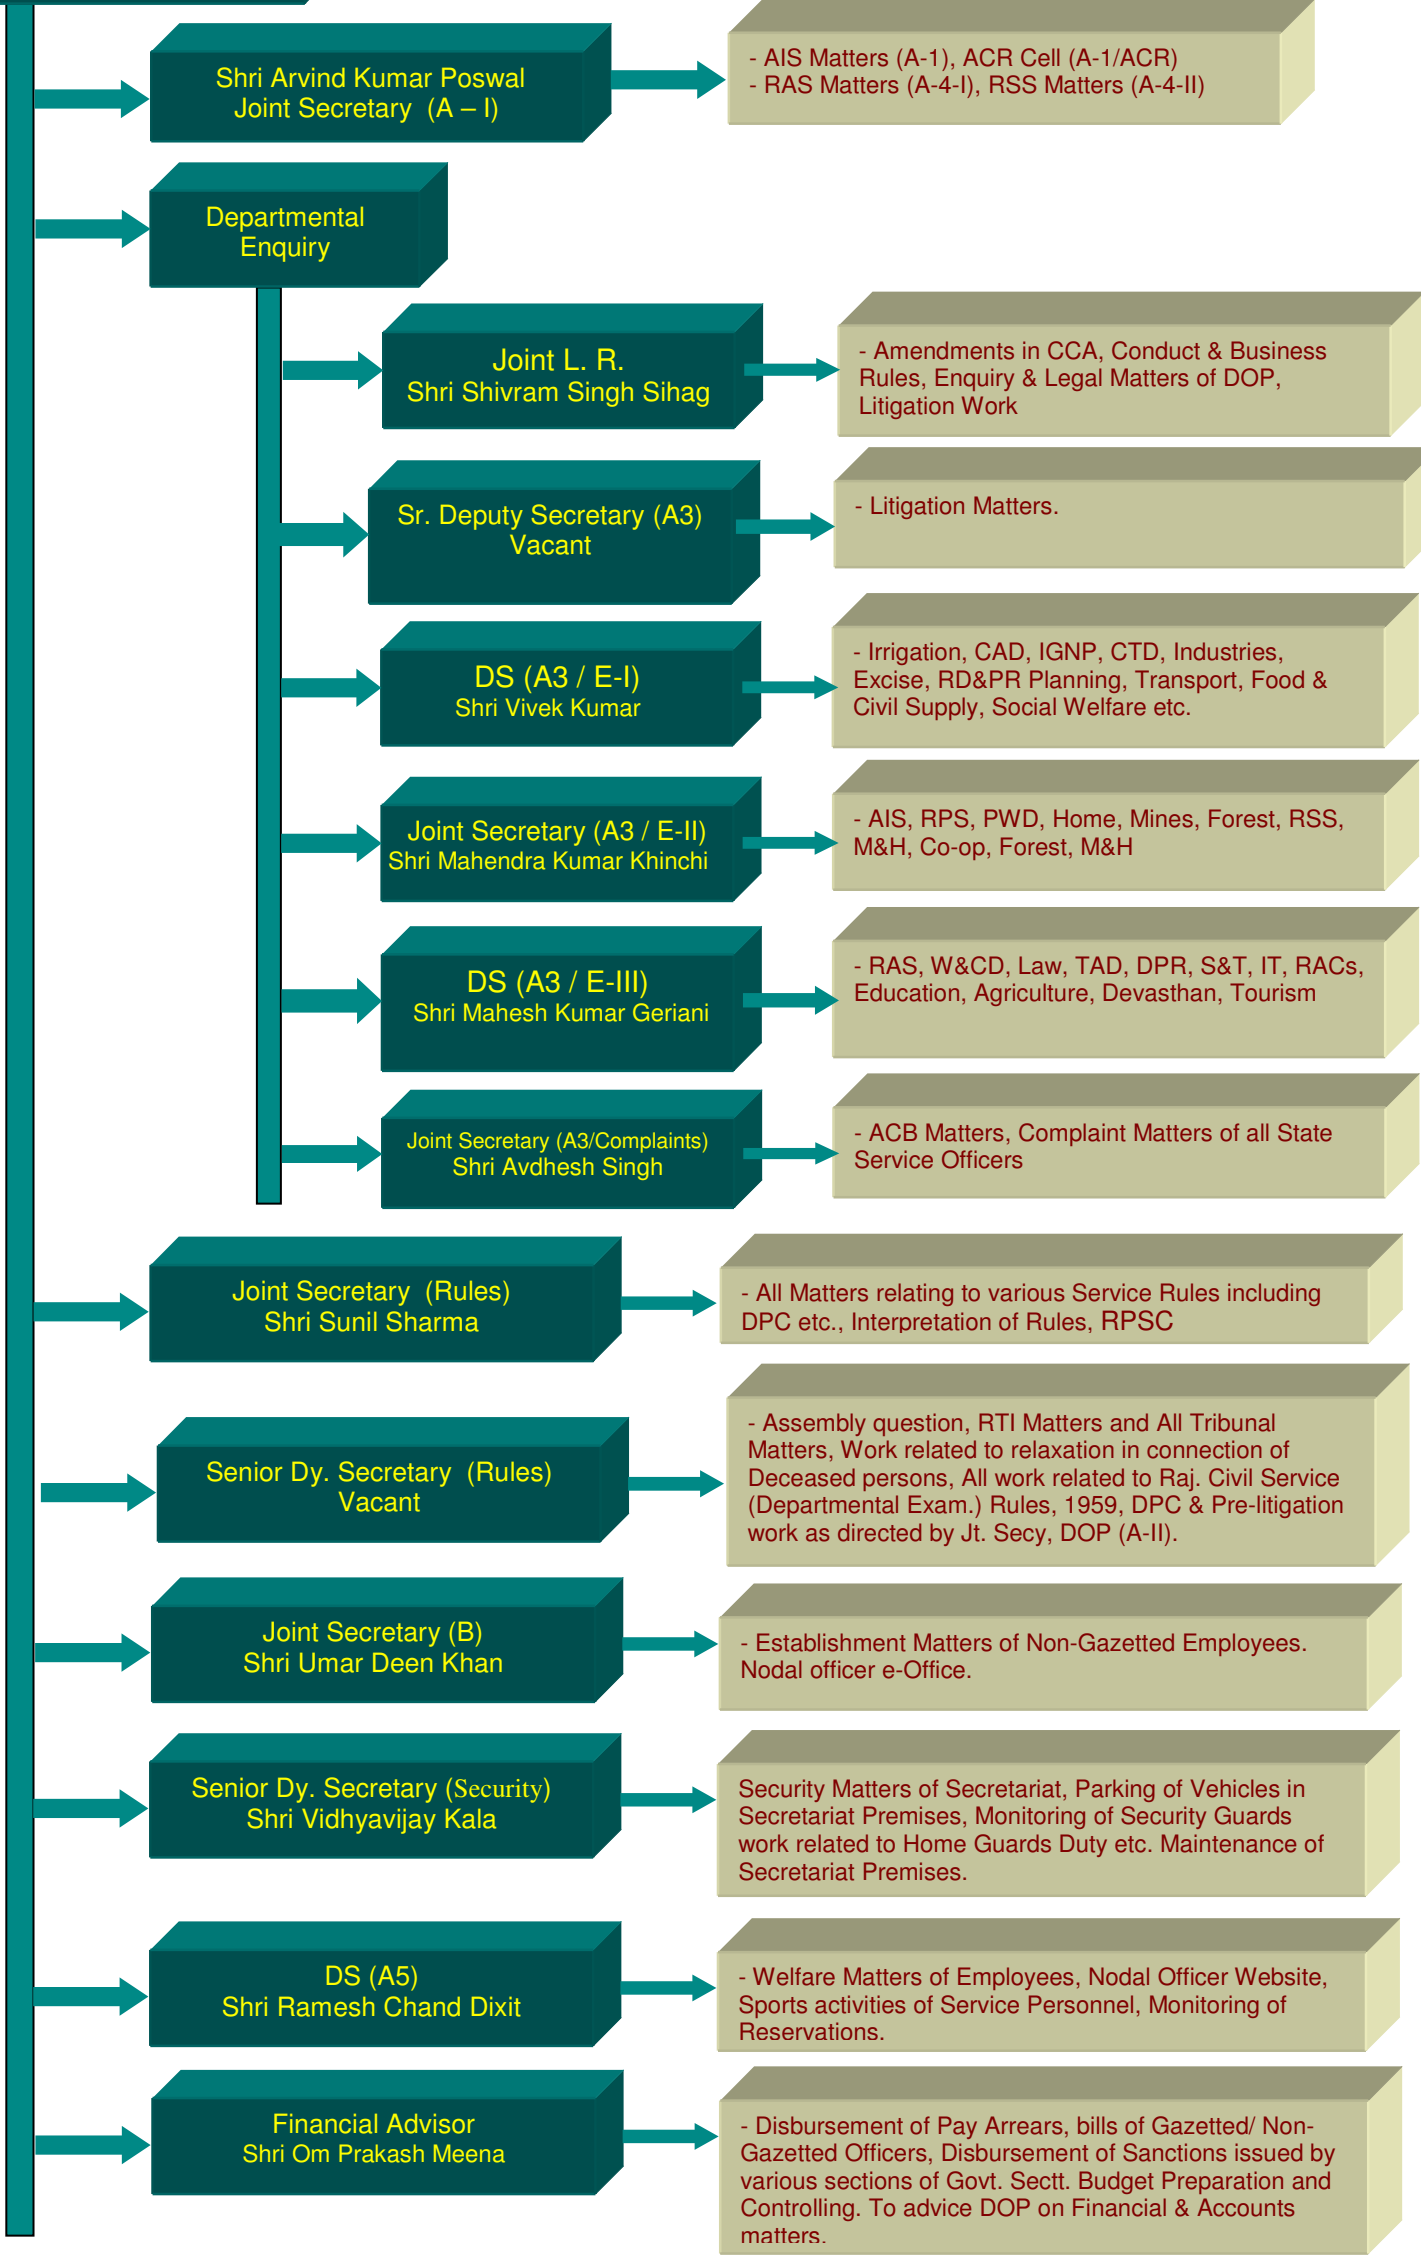 Shri Arvind Kumar Poswal
Joint Secretary (A – I)
- AIS Matters (A-1), ACR Cell (A-1/ACR)
- RAS Matters (A-4-I), RSS Matters (A-4-II)
Departmental
Enquiry
Joint L. R.
Shri Shivram Singh Sihag
- Amendments in CCA, Conduct & Business
Rules, Enquiry & Legal Matters of DOP,
Litigation Work
Sr. Deputy Secretary (A3)
Vacant
- Litigation Matters.
DS (A3 / E-I)
Shri Vivek Kumar
- Irrigation, CAD, IGNP, CTD, Industries,
Excise, RD&PR Planning, Transport, Food &
Civil Supply, Social Welfare etc.
Joint Secretary (A3 / E-II)
Shri Mahendra Kumar Khinchi
- AIS, RPS, PWD, Home, Mines, Forest, RSS,
M&H, Co-op, Forest, M&H
DS (A3 / E-III)
Shri Mahesh Kumar Geriani
- RAS, W&CD, Law, TAD, DPR, S&T, IT, RACs,
Education, Agriculture, Devasthan, Tourism
Joint Secretary (A3/Complaints)
Shri Avdhesh Singh
- ACB Matters, Complaint Matters of all State
Service Officers
Joint Secretary (Rules)
Shri Sunil Sharma
- All Matters relating to various Service Rules including
DPC etc., Interpretation of Rules, RPSC
Senior Dy. Secretary (Rules)
Vacant
- Assembly question, RTI Matters and All Tribunal
Matters, Work related to relaxation in connection of
Deceased persons, All work related to Raj. Civil Service
(Departmental Exam.) Rules, 1959, DPC & Pre-litigation
work as directed by Jt. Secy, DOP (A-II).
Joint Secretary (B)
Shri Umar Deen Khan
- Establishment Matters of Non-Gazetted Employees.
Nodal officer e-Office.
Senior Dy. Secretary (Security)
Shri Vidhyavijay Kala
Security Matters of Secretariat, Parking of Vehicles in
Secretariat Premises, Monitoring of Security Guards
work related to Home Guards Duty etc. Maintenance of
Secretariat Premises.
DS (A5)
Shri Ramesh Chand Dixit
- Welfare Matters of Employees, Nodal Officer Website,
Sports activities of Service Personnel, Monitoring of
Reservations.
Financial Advisor
Shri Om Prakash Meena
- Disbursement of Pay Arrears, bills of Gazetted/ Non-
Gazetted Officers, Disbursement of Sanctions issued by
various sections of Govt. Sectt. Budget Preparation and
Controlling. To advice DOP on Financial & Accounts
matters.